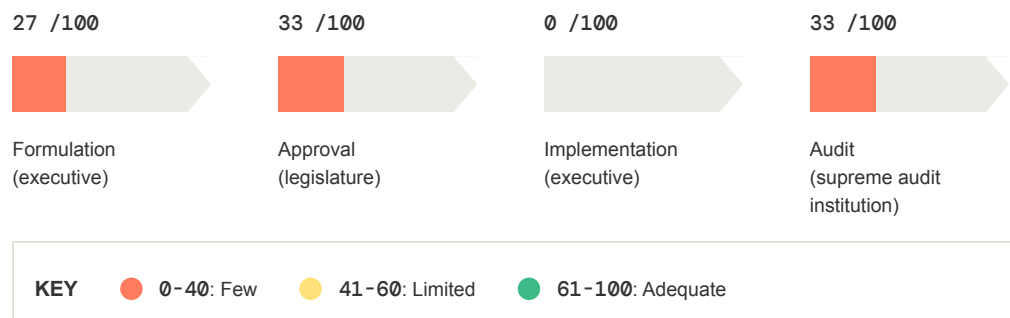 27 /100
33 /100
0 /100
33 /100
Formulation
(executive)
Approval
(legislature)
Implementation
(executive)
Audit
(supreme audit
institution)
KEY 0-40: Few 41-60: Limited 61-100: Adequate